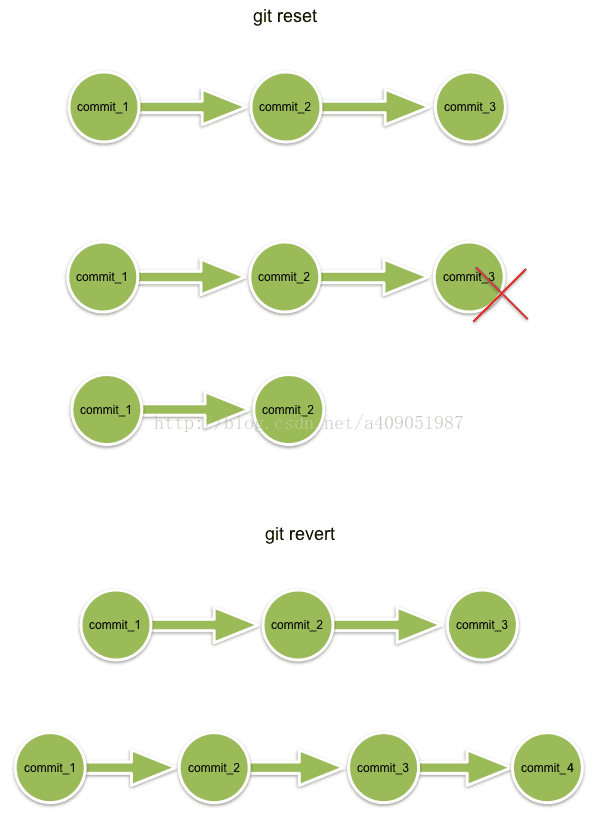 git reset
commit_1 commit_2 commit_3
commit_1 commit_2 commit_3
commit_1 commit_2
http://blog.csdn.net/a409051987
git revert
commit_1 commit_2 commit_3
commit_1 commit_2 commit_3 commit_4